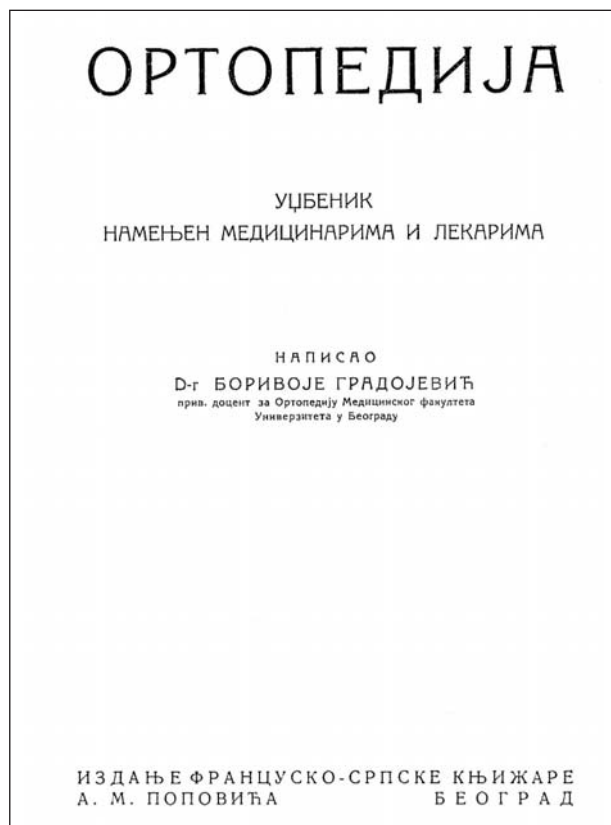 ОРТОПЕДИЈА
УЏБЕНИК
НАМЕЊЕН МЕДИЦИНАРИМА И ЛЕКАРИМА
НАПИСАО
D-r БОРИВОЈЕ ГРАДОЈЕВИЋ
прив. доцент за Ортопедију Медицинског факултета
Универзитета у Београду
ИЗДАЊЕ ФРАНЦУСКО-СРПСКЕ КЊИЖАРЕ
А. М. ПОПОВИЋА БЕОГРАД